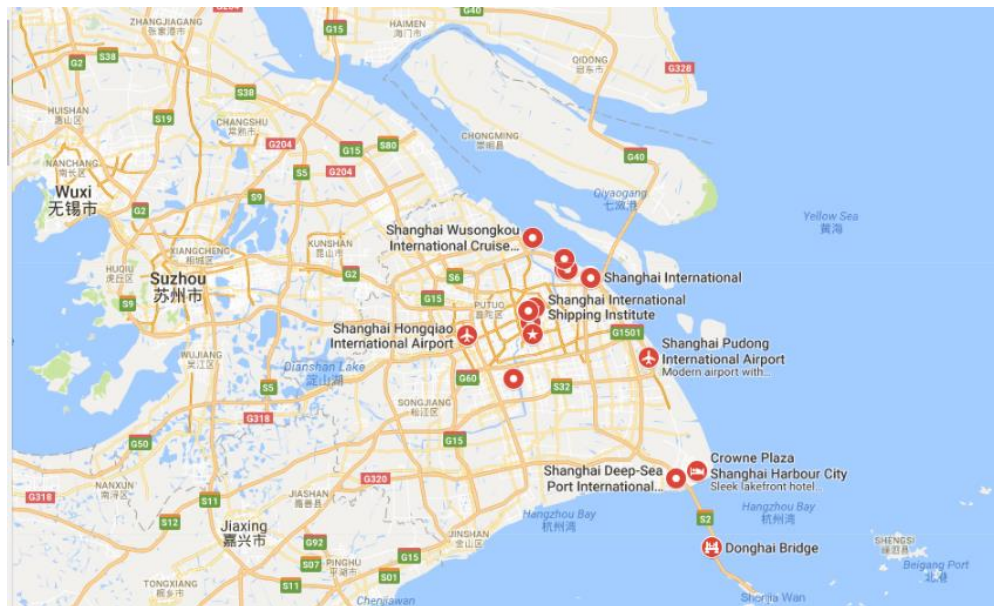 ZHANGJIAGANG
张家港市
HAIMEN
海门市
G15
G40
QIDONG
启东市
G328
G2
S38
S38
HUISHAN
惠山区
S19
CHANGSHU
常熟市
G204
G15
S80
CHONGMING
崇明县
G40
NANCHANG
南长区
S5
G204
Wuxi
无锡市
S9
G2
Qiyaogang
七滧港
Yellow Sea
黄海
Shanghai Wusongkou
International Cruise...
XIANGCHENG
相城区
KUNSHAN
昆山市
HUQIU
虎丘区
Suzhou
苏州市
G2
S6
Shanghai International
S9
G15
PUTUO
普陀区
Shanghai International
Shipping Institute
Shanghai Hongqiao
International Airport
G1501
Shanghai Pudong
International Airport
Modern airport with...
WUJIANG
吴江区
Dianshan Lake
淀山湖
S5
G60
S32
SONGJIANG
松江区
G318
G50
G15
Crowne Plaza
Shanghai Harbour City
Sleek lakefront hotel...
Shanghai Deep-Sea
Port International...
G320
G318
NANXUN
南浔区
S11
JIASHAN
嘉善县
Hangzhou Bay
杭州湾
Hangzhou Bay
杭州湾
S12
S2
Jiaxing
嘉兴市
JINSHAN
金山区
G92
Donghai Bridge
SHENGSI
嵊泗县
S07
PINGHU
平湖市
G15
Beigang Port
北港
TONGXIANG
桐乡市
S11
S01
Chenjiawan
Shenjia Wan